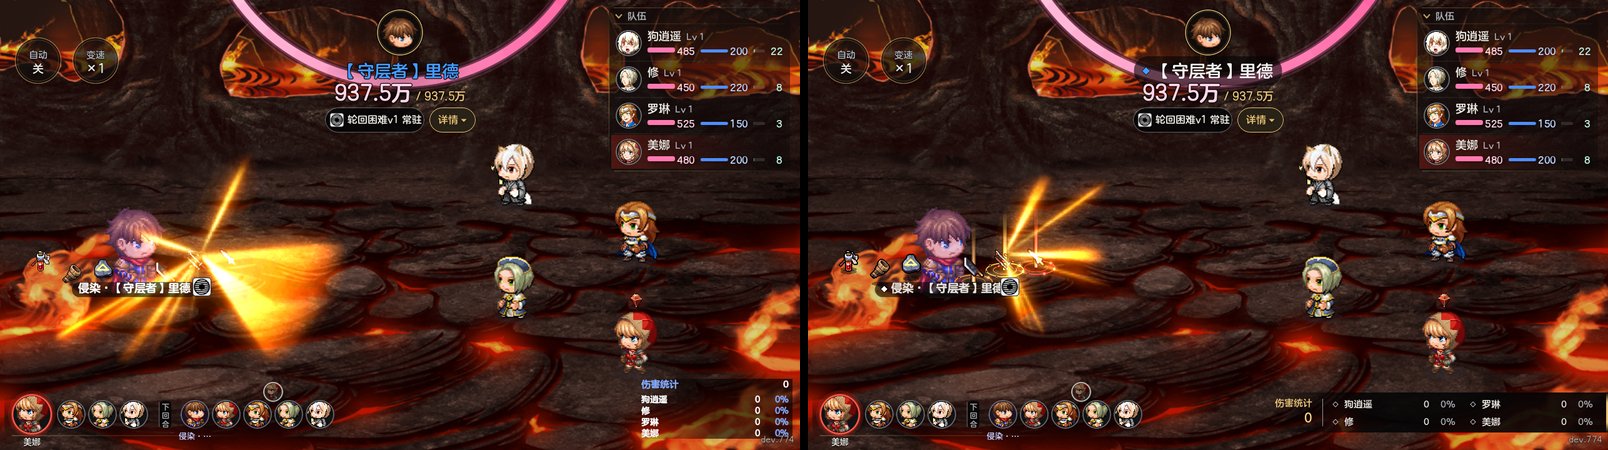 自动
关
变速
×1
【守层者】里德
937.5万 / 937.5万
轮回困难v1 常驻
详情
队伍
狗逍遥 Lv 1
485 200 22
修 Lv 1
450 220 8
罗琳 Lv 1
525 150 3
美娜 Lv 1
480 200 8
侵染·【守层者】里德
美娜
下回合
侵染·…
伤害统计 0
狗逍遥 0 0%
修 0 0%
罗琳 0 0%
美娜 0 0%
dev.774
自动
关
变速
×1
【守层者】里德
937.5万 / 937.5万
轮回困难v1 常驻
详情
队伍
狗逍遥 Lv 1
485 200 22
修 Lv 1
450 220 8
罗琳 Lv 1
525 150 3
美娜 Lv 1
480 200 8
侵染·【守层者】里德
美娜
下回合
侵染·…
伤害统计
0
狗逍遥 0 0% 罗琳 0 0%
修 0 0% 美娜 0 0%
dev.774